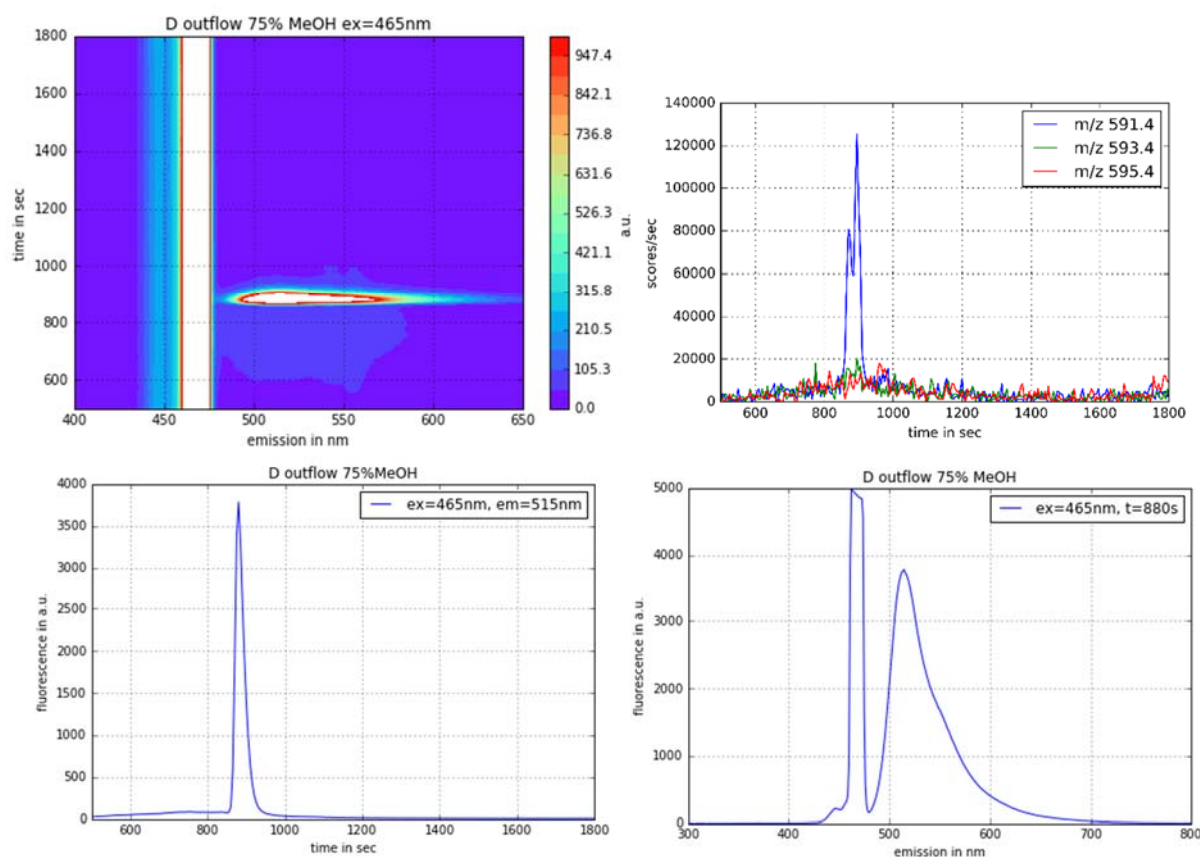 D outflow 75% MeOH ex=465nm
1800
1600
1400
1200
1000
800
600
time in sec
400 450 500 550 600 650
emission in nm
947.4
842.1
736.8
631.6
526.3
421.1
315.8
210.5
105.3
0.0
a.u.
140000
120000
100000
80000
60000
40000
20000
0
scores/sec
m/z 591.4
m/z 593.4
m/z 595.4
600 800 1000 1200 1400 1600 1800
time in sec
D outflow 75%MeOH
4000
3500
3000
2500
2000
1500
1000
500
0
fluorescence in a.u.
ex=465nm, em=515nm
600 800 1000 1200 1400 1600 1800
time in sec
D outflow 75% MeOH
5000
4000
3000
2000
1000
0
fluorescence in a.u.
ex=465nm, t=880s
300 400 500 600 700 800
emission in nm